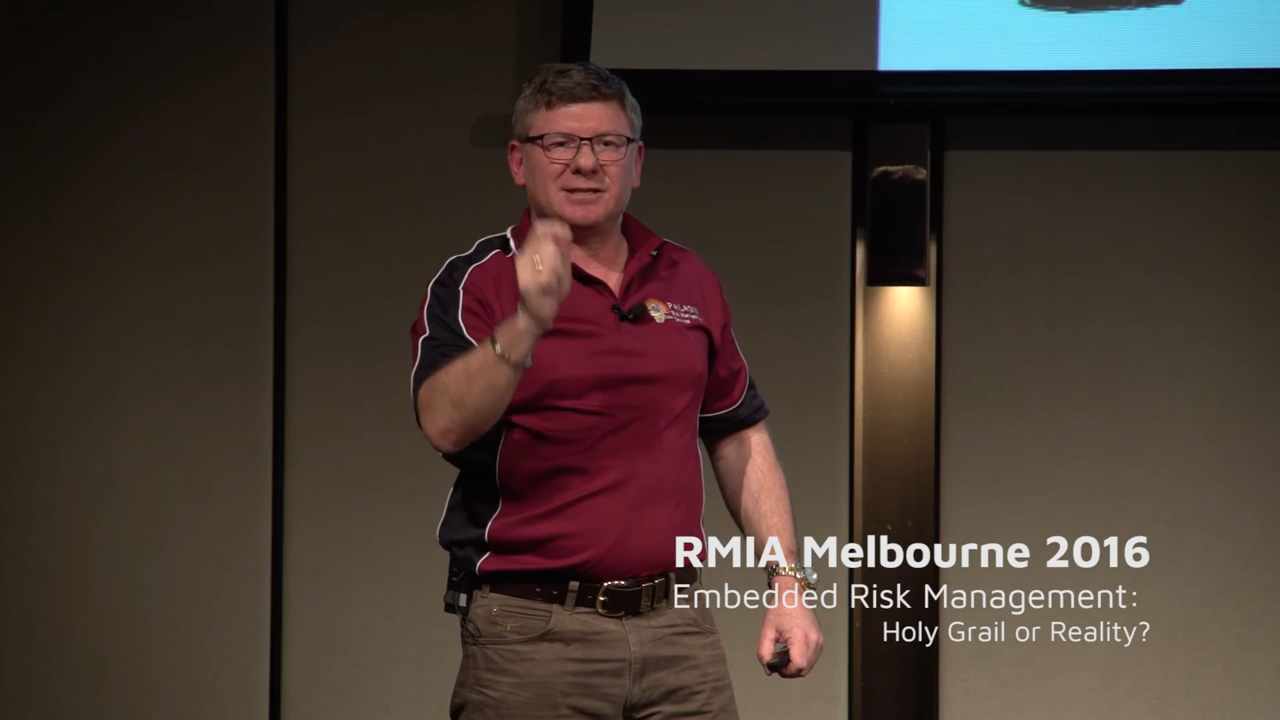 RMIA Melbourne 2016
Embedded Risk Management:
Holy Grail or Reality?